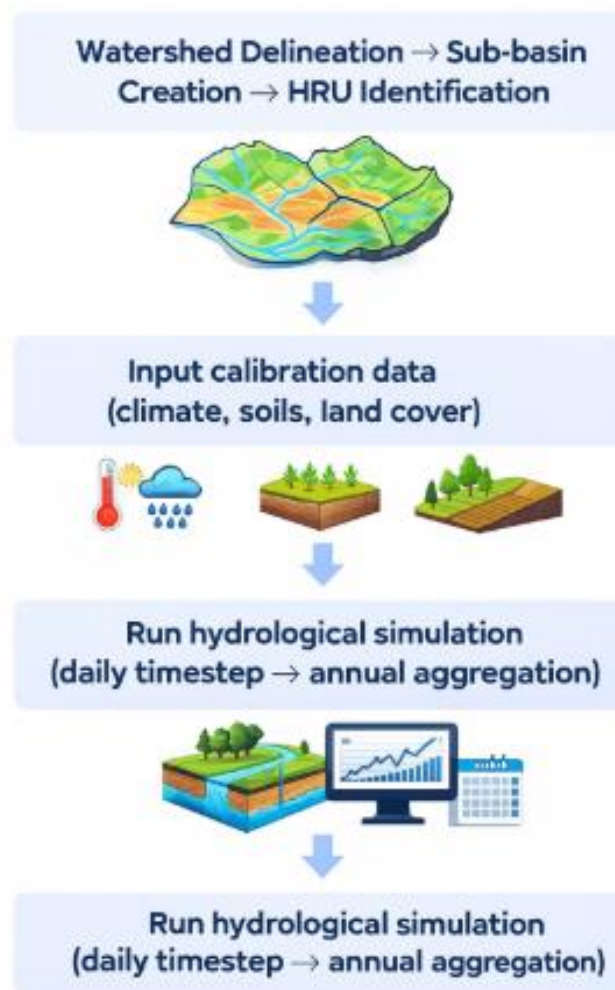 Watershed Delineation → Sub-basin
Creation → HRU Identification
Input calibration data
(climate, soils, land cover)
Run hydrological simulation
(daily timestep → annual aggregation)
Run hydrological simulation
(daily timestep → annual aggregation)